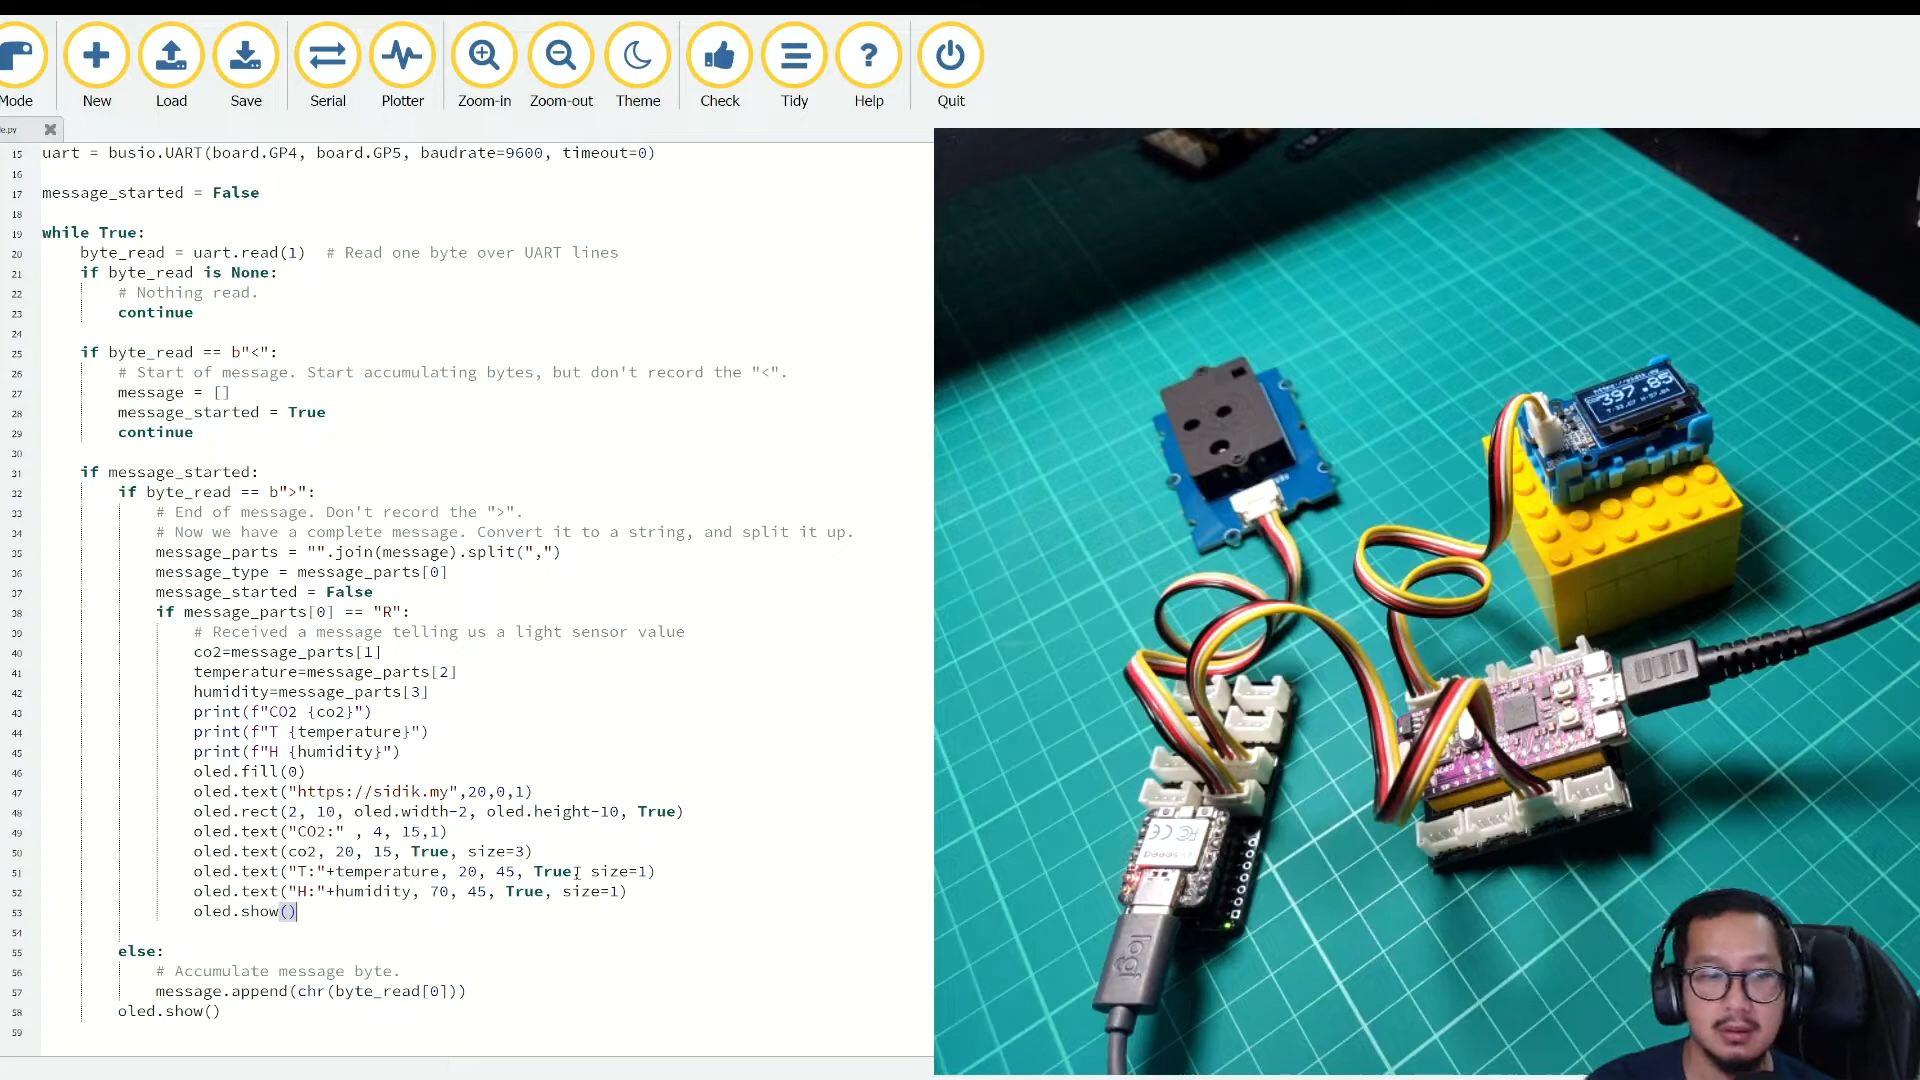 Mode
New
Load
Save
Serial
Plotter
Zoom-in
Zoom-out
Theme
Check
Tidy
Help
Quit
e.py
15 uart = busio.UART(board.GP4, board.GP5, baudrate=9600, timeout=0)
16
17 message_started = False
18
19 while True:
20 byte_read = uart.read(1)  # Read one byte over UART lines
21 if byte_read is None:
22 # Nothing read.
23 continue
24
25 if byte_read == b"<":
26 # Start of message. Start accumulating bytes, but don't record the "<".
27 message = []
28 message_started = True
29 continue
30
31 if message_started:
32 if byte_read == b">":
33 # End of message. Don't record the ">".
34 # Now we have a complete message. Convert it to a string, and split it up.
35 message_parts = "".join(message).split(",")
36 message_type = message_parts[0]
37 message_started = False
38 if message_parts[0] == "R":
39 # Received a message telling us a light sensor value
40 co2=message_parts[1]
41 temperature=message_parts[2]
42 humidity=message_parts[3]
43 print(f"CO2 {co2}")
44 print(f"T {temperature}")
45 print(f"H {humidity}")
46 oled.fill(0)
47 oled.text("https://sidik.my",20,0,1)
48 oled.rect(2, 10, oled.width-2, oled.height-10, True)
49 oled.text("CO2:" , 4, 15,1)
50 oled.text(co2, 20, 15, True, size=3)
51 oled.text("T:"+temperature, 20, 45, True, size=1)
52 oled.text("H:"+humidity, 70, 45, True, size=1)
53 oled.show()
54
55 else:
56 # Accumulate message byte.
57 message.append(chr(byte_read[0]))
58 oled.show()
59
https://sidik.my
397.85
logi